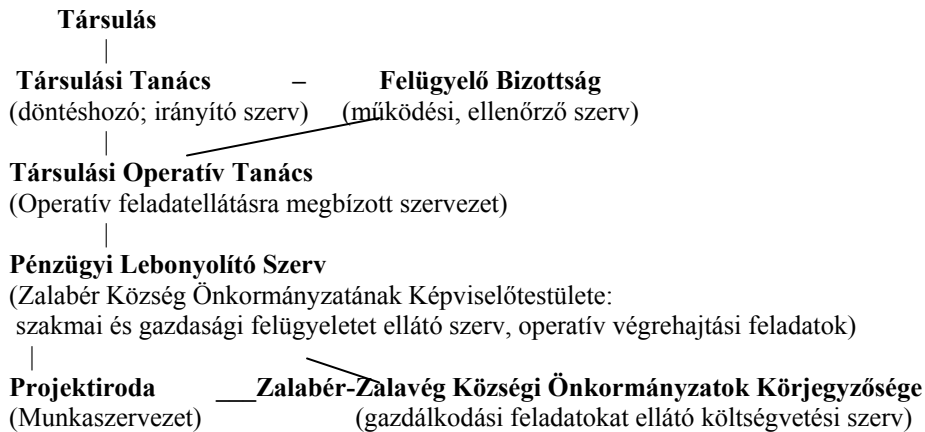 Társulás
|
Társulási Tanács – Felügyelő Bizottság
(döntéshozó; irányító szerv) (működési, ellenőrző szerv)
|
Társulási Operatív Tanács
(Operatív feladatellátásra megbízott szervezet)
|
Pénzügyi Lebonyolító Szerv
(Zalabér Község Önkormányzatának Képviselőtestülete:
szakmai és gazdasági felügyeletet ellátó szerv, operatív végrehajtási feladatok)
|
Projektiroda ___Zalabér-Zalavég Községi Önkormányzatok Körjegyzősége
(Munkaszervezet) (gazdálkodási feladatokat ellátó költségvetési szerv)